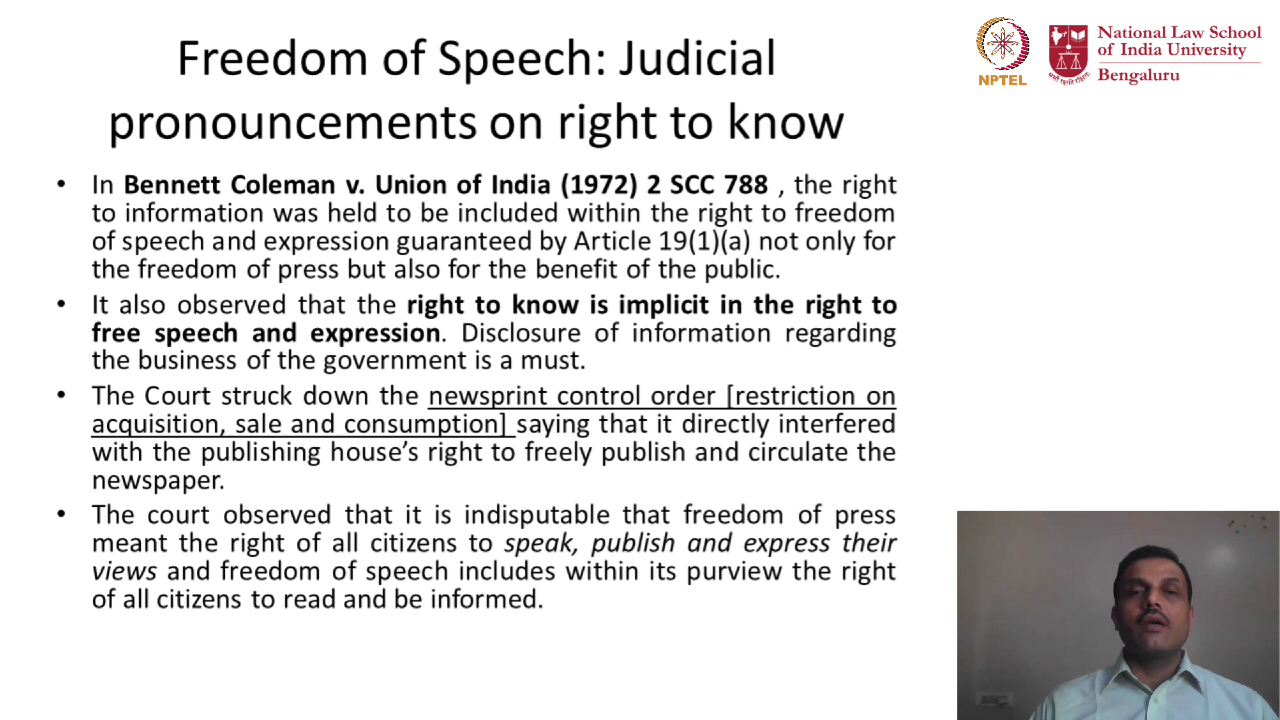 Freedom of Speech: Judicial
pronouncements on right to know
NPTEL
National Law School
of India University
Bengaluru
• In Bennett Coleman v. Union of India (1972) 2 SCC 788 , the right
to information was held to be included within the right to freedom
of speech and expression guaranteed by Article 19(1)(a) not only for
the freedom of press but also for the benefit of the public.
• It also observed that the right to know is implicit in the right to
free speech and expression. Disclosure of information regarding
the business of the government is a must.
• The Court struck down the newsprint control order [restriction on
acquisition, sale and consumption] saying that it directly interfered
with the publishing house’s right to freely publish and circulate the
newspaper.
• The court observed that it is indisputable that freedom of press
meant the right of all citizens to speak, publish and express their
views and freedom of speech includes within its purview the right
of all citizens to read and be informed.